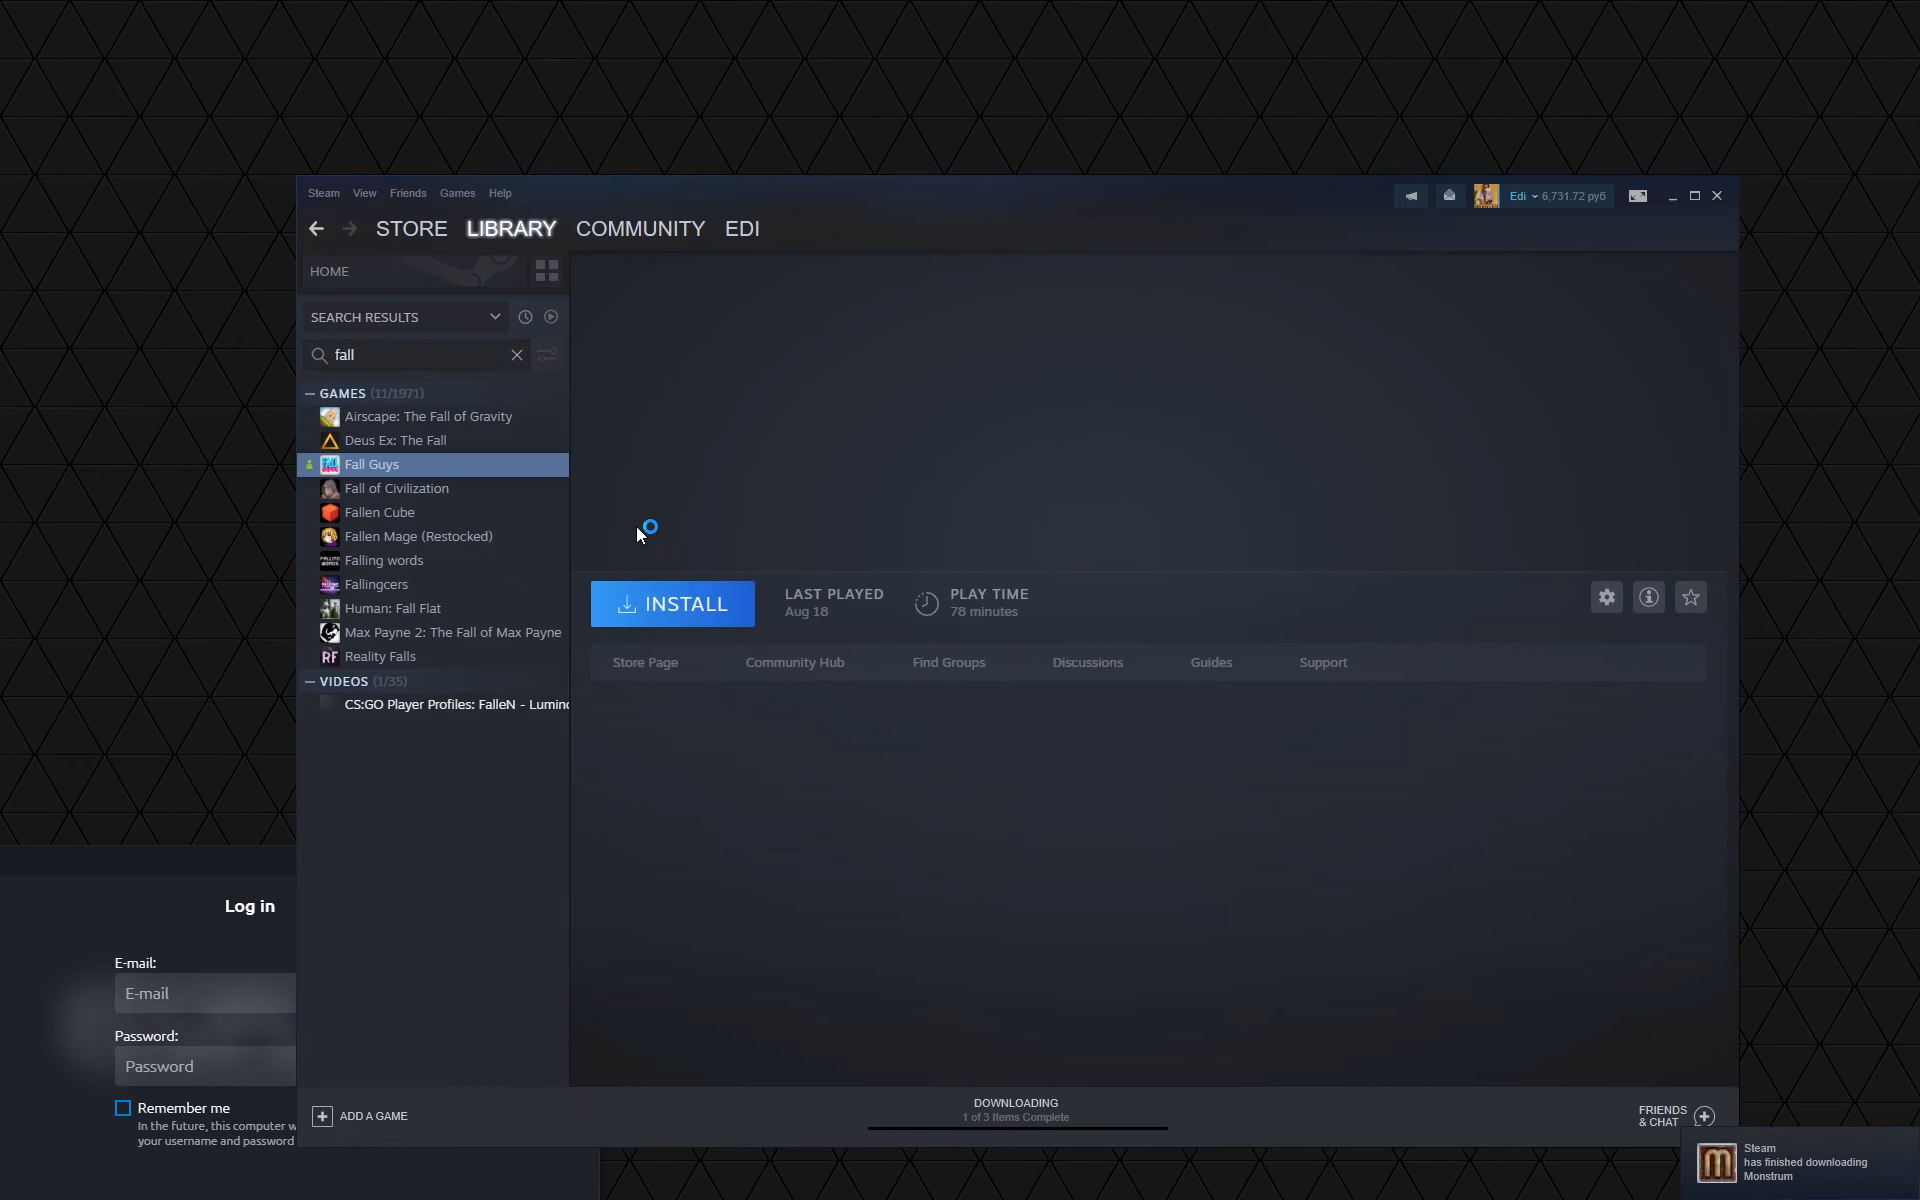 Steam View Friends Games Help
Edi 6,731.72 руб
STORE LIBRARY COMMUNITY EDI
HOME
SEARCH RESULTS
fall
GAMES (11/1971)
Airscape: The Fall of Gravity
Deus Ex: The Fall
Fall Guys
Fall of Civilization
Fallen Cube
Fallen Mage (Restocked)
Falling words
Fallingcers
Human: Fall Flat
Max Payne 2: The Fall of Max Payne
RF Reality Falls
VIDEOS (1/35)
CS:GO Player Profiles: FalleN - Lumino
INSTALL
LAST PLAYED
Aug 18
PLAY TIME
78 minutes
Store Page Community Hub Find Groups Discussions Guides Support
Log in
E-mail:
E-mail
Password:
Password
Remember me
In the future, this computer w
your username and password
ADD A GAME
DOWNLOADING
1 of 3 Items Complete
FRIENDS
& CHAT
Steam
has finished downloading
Monstrum